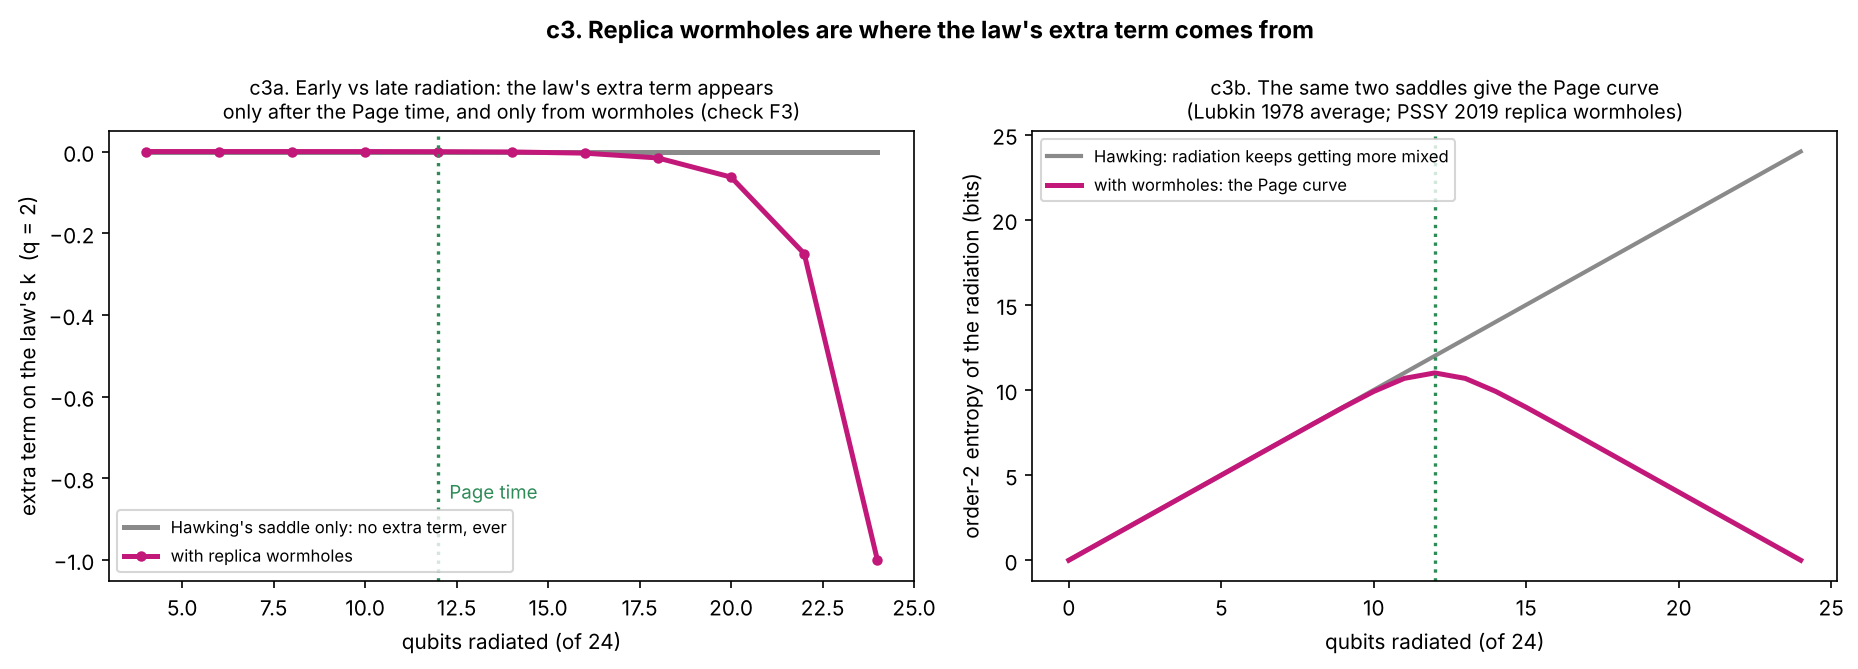 c3. Replica wormholes are where the law's extra term comes from
c3a. Early vs late radiation: the law's extra term appears
only after the Page time, and only from wormholes (check F3)
extra term on the law's k  (q = 2)
0.0
−0.2
−0.4
−0.6
−0.8
−1.0
Page time
Hawking's saddle only: no extra term, ever
with replica wormholes
5.0 7.5 10.0 12.5 15.0 17.5 20.0 22.5 25.0
qubits radiated (of 24)
c3b. The same two saddles give the Page curve
(Lubkin 1978 average; PSSY 2019 replica wormholes)
order-2 entropy of the radiation (bits)
25
20
15
10
5
0
Hawking: radiation keeps getting more mixed
with wormholes: the Page curve
0 5 10 15 20 25
qubits radiated (of 24)